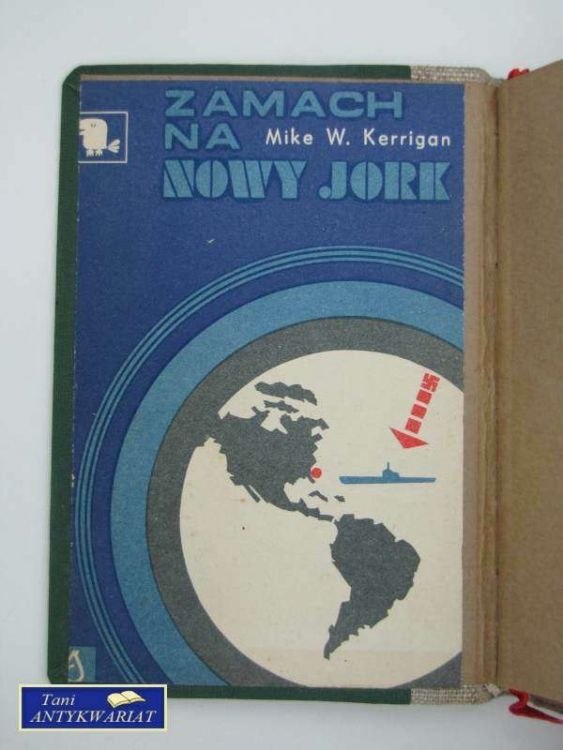 ZAMACH
NA Mike W. Kerrigan
NOWY JORK
Tani
ANTYKWARIAT